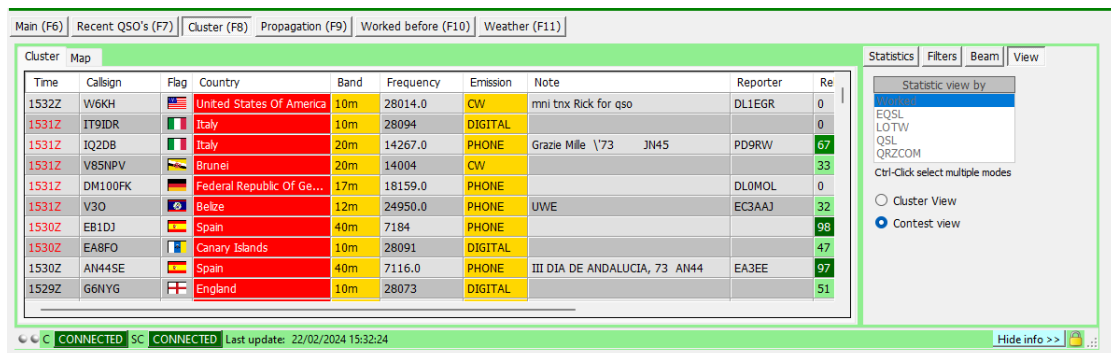 Main (F6) Recent QSO's (F7) Cluster (F8) Propagation (F9) Worked before (F10) Weather (F11)
Cluster Map
Time Callsign Flag Country Band Frequency Emission Note Reporter Re
1532Z W6KH United States Of America 10m 28014.0 CW mni tnx Rick for qso DL1EGR 0
1531Z IT9IDR Italy 10m 28094 DIGITAL 0
1531Z IQ2DB Italy 20m 14267.0 PHONE Grazie Mille \'73 JN45 PD9RW 67
1531Z V85NPV Brunei 20m 14004 CW 33
1531Z DM100FK Federal Republic Of Ge... 17m 18159.0 PHONE DL0MOL 0
1531Z V3O Belize 12m 24950.0 PHONE UWE EC3AAJ 32
1530Z EB1DJ Spain 40m 7184 PHONE 98
1530Z EA8FO Canary Islands 10m 28091 DIGITAL 47
1530Z AN44SE Spain 40m 7116.0 PHONE III DIA DE ANDALUCIA, 73 AN44 EA3EE 97
1529Z G6NYG England 10m 28073 DIGITAL 51
Statistics Filters Beam View
Statistic view by
Worked
EQSL
LOTW
QSL
QRZCOM
Ctrl-Click select multiple modes
Cluster View
Contest view
C CONNECTED SC CONNECTED Last update: 22/02/2024 15:32:24
Hide info >>